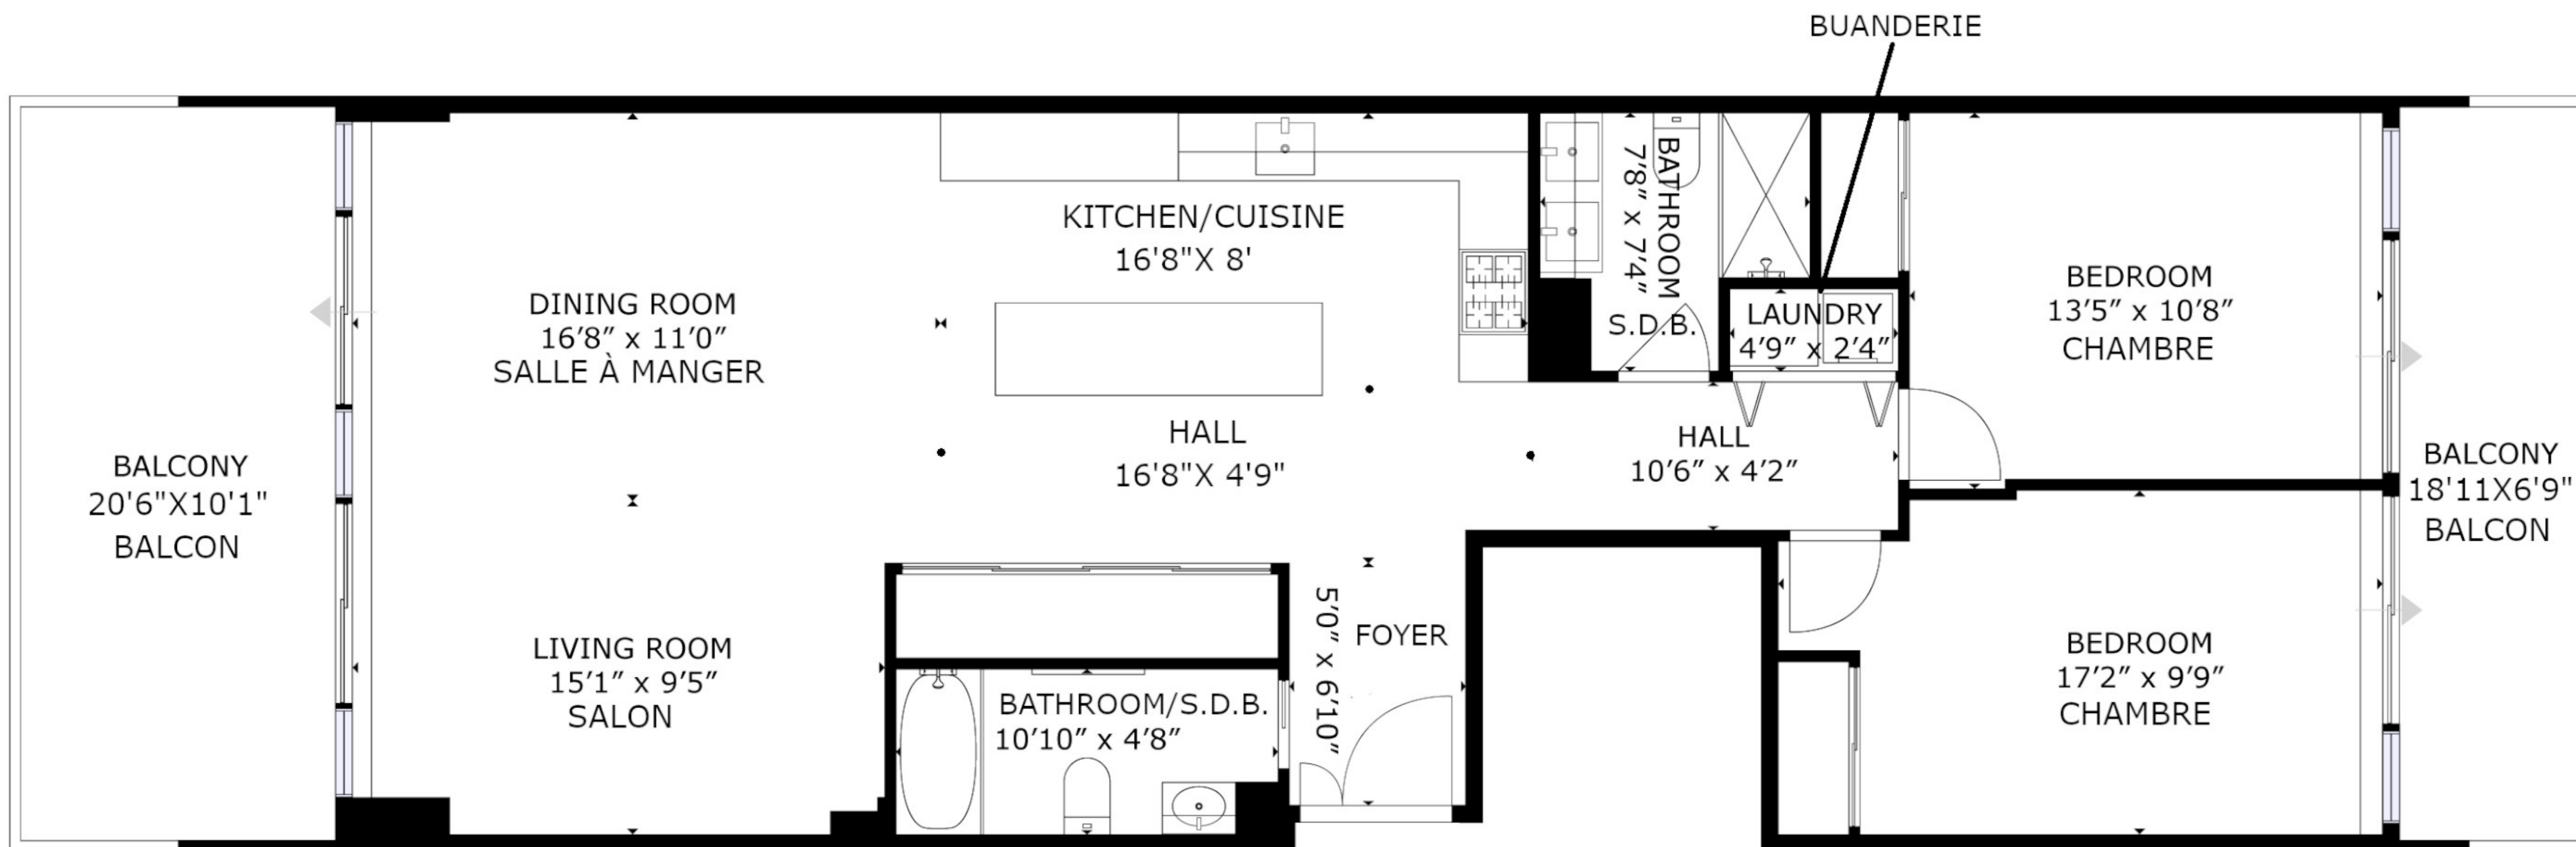 BUANDERIE
BALCONY
20'6"X10'1"
BALCON
DINING ROOM
16’8” x 11’0”
SALLE À MANGER
LIVING ROOM
15’1” x 9’5”
SALON
KITCHEN/CUISINE
16'8"X 8'
HALL
16'8"X 4'9"
BATHROOM/S.D.B.
10’10” x 4’8”
FOYER
5’0” x 6’10”
BATHROOM
7’8” x 7’4”
S.D.B.
LAUNDRY
4’9” x 2’4”
HALL
10’6” x 4’2”
BEDROOM
13’5” x 10’8”
CHAMBRE
BEDROOM
17’2” x 9’9”
CHAMBRE
BALCONY
18'11X6'9"
BALCON